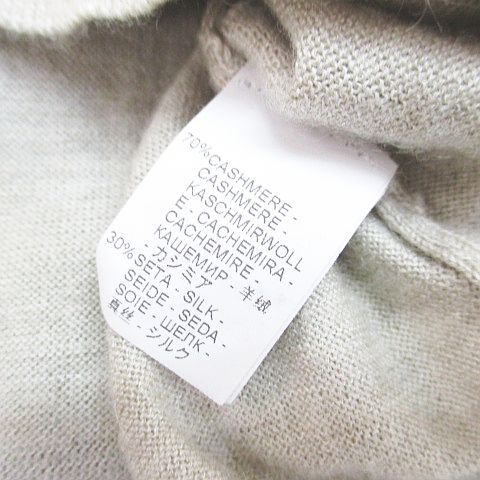 70%CASHMERE -
CASHMERE -
KASCHMIRWOLL
E - CACHEMIRA -
CACHEMIRE -
КАШЕМИР - 羊绒
- カシミア
30%SETA - SILK -
SEIDE - SEDA -
SOIE - ШЕЛК -
真丝 - シルク